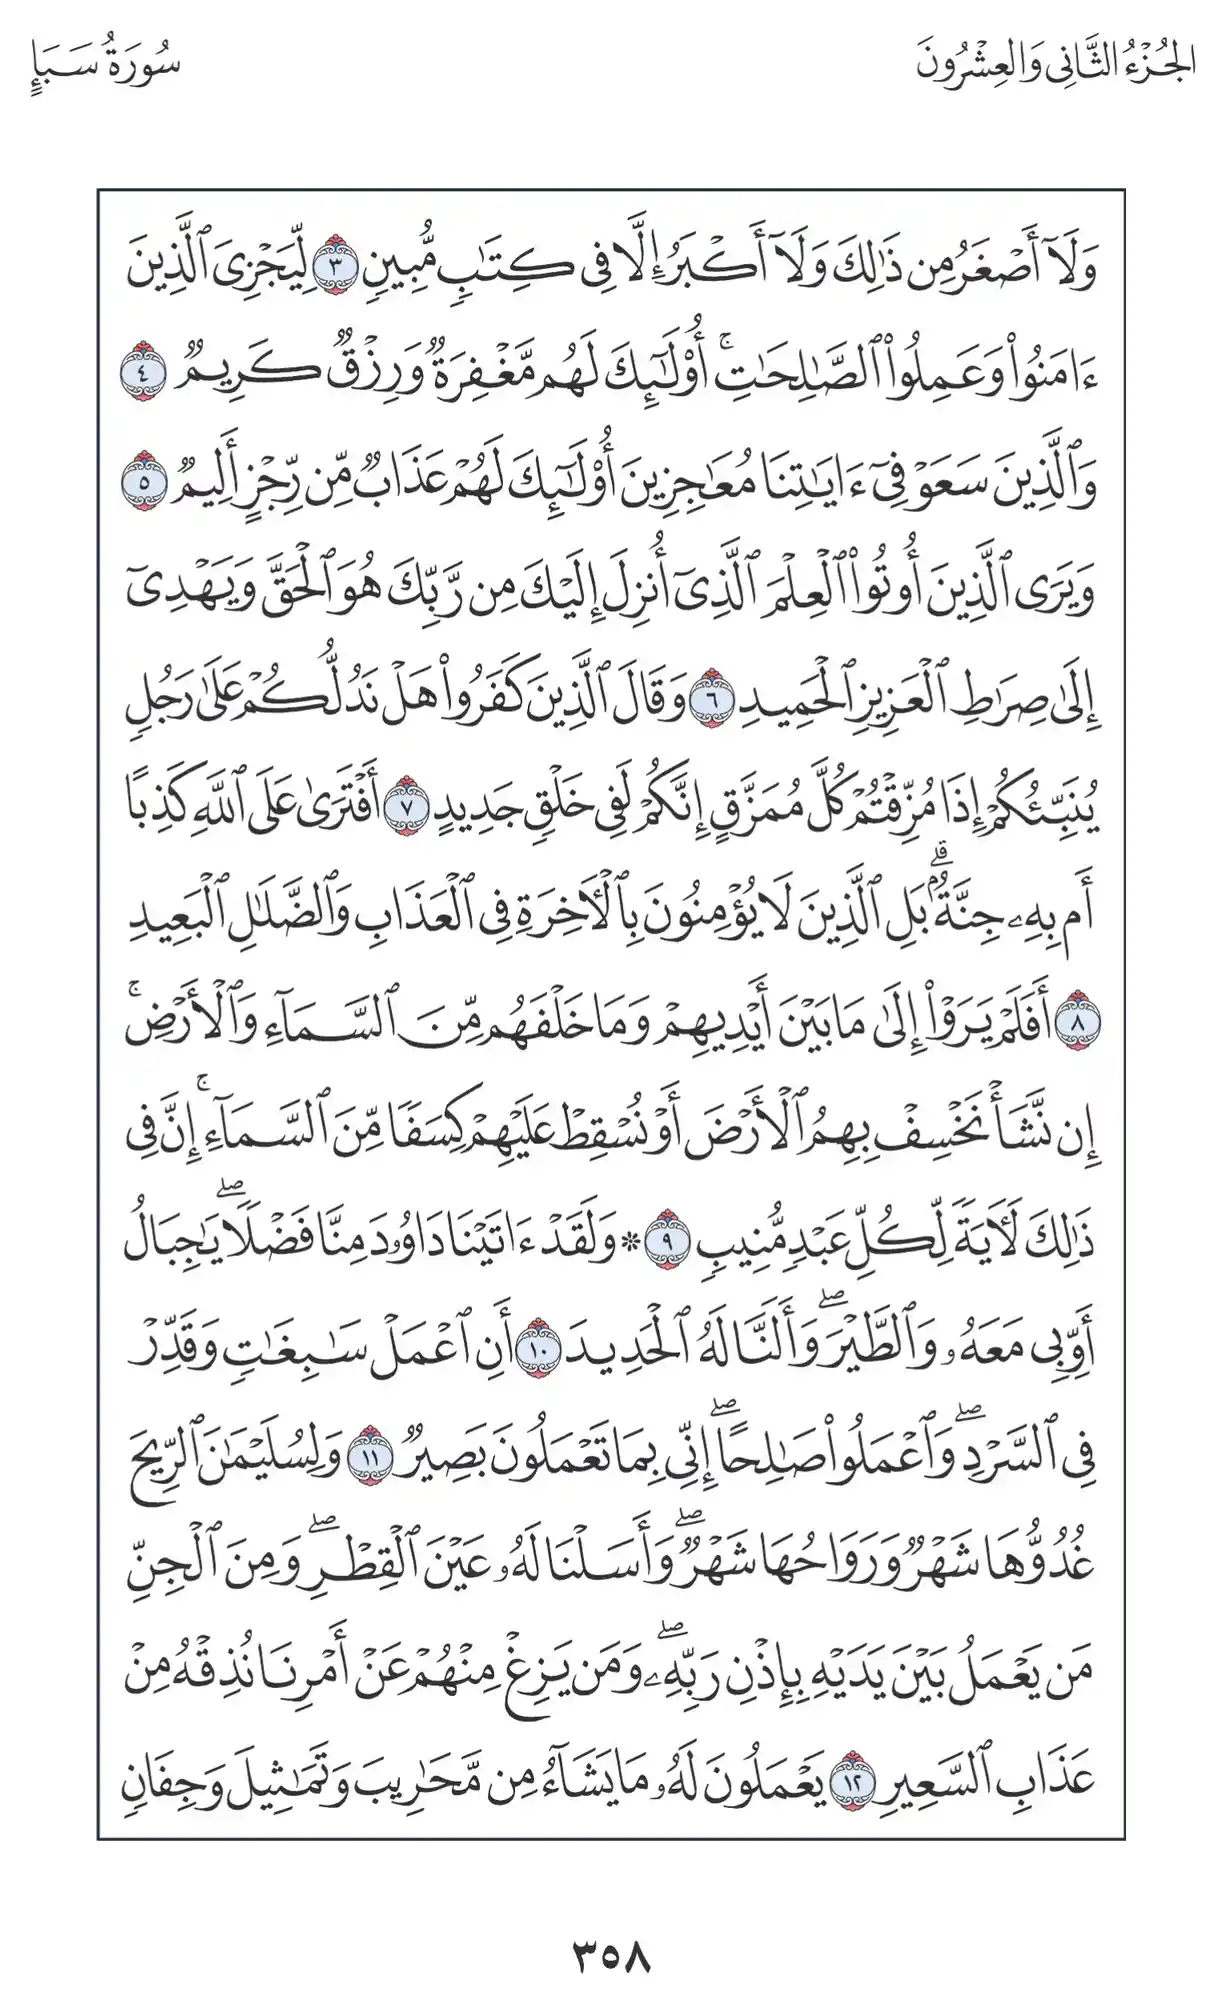 الجُزْءُ الثَّانِي وَالعِشْرُونَ
سُورَةُ سَبَإٍ
وَلَآ أَصْغَرُ مِن ذَٰلِكَ وَلَآ أَكْبَرُ إِلَّا فِى كِتَٰبٍ مُّبِينٍ ٣ لِّيَجْزِىَ ٱلَّذِينَ
ءَامَنُوا۟ وَعَمِلُوا۟ ٱلصَّٰلِحَٰتِ ۚ أُو۟لَٰٓئِكَ لَهُم مَّغْفِرَةٌ وَرِزْقٌ كَرِيمٌ ٤
وَٱلَّذِينَ سَعَوْ فِىٓ ءَايَٰتِنَا مُعَٰجِزِينَ أُو۟لَٰٓئِكَ لَهُمْ عَذَابٌ مِّن رِّجْزٍ أَلِيمٌ ٥
وَيَرَى ٱلَّذِينَ أُوتُوا۟ ٱلْعِلْمَ ٱلَّذِىٓ أُنزِلَ إِلَيْكَ مِن رَّبِّكَ هُوَ ٱلْحَقَّ وَيَهْدِىٓ
إِلَىٰ صِرَٰطِ ٱلْعَزِيزِ ٱلْحَمِيدِ ٦ وَقَالَ ٱلَّذِينَ كَفَرُوا۟ هَلْ نَدُلُّكُمْ عَلَىٰ رَجُلٍ
يُنَبِّئُكُمْ إِذَا مُزِّقْتُمْ كُلَّ مُمَزَّقٍ إِنَّكُمْ لَفِى خَلْقٍ جَدِيدٍ ٧ أَفْتَرَىٰ عَلَى ٱللَّهِ كَذِبًا
أَم بِهِۦ جِنَّةٌۢ ۗ بَلِ ٱلَّذِينَ لَا يُؤْمِنُونَ بِٱلْأَخِرَةِ فِى ٱلْعَذَابِ وَٱلضَّلَٰلِ ٱلْبَعِيدِ
٨ أَفَلَمْ يَرَوْا۟ إِلَىٰ مَا بَيْنَ أَيْدِيهِمْ وَمَا خَلْفَهُم مِّنَ ٱلسَّمَآءِ وَٱلْأَرْضِ ۚ
إِن نَّشَأْ نَخْسِفْ بِهِمُ ٱلْأَرْضَ أَوْ نُسْقِطْ عَلَيْهِمْ كِسَفًا مِّنَ ٱلسَّمَآءِ ۚ إِنَّ فِى
ذَٰلِكَ لَأَيَةً لِّكُلِّ عَبْدٍ مُّنِيبٍ ٩ ۞ وَلَقَدْ ءَاتَيْنَا دَاوُۥدَ مِنَّا فَضْلًا ۖ يَٰجِبَالُ
أَوِّبِى مَعَهُۥ وَٱلطَّيْرَ ۖ وَأَلَنَّا لَهُ ٱلْحَدِيدَ ١٠ أَنِ ٱعْمَلْ سَٰبِغَٰتٍ وَقَدِّرْ
فِى ٱلسَّرْدِ ۖ وَٱعْمَلُوا۟ صَٰلِحًا ۖ إِنِّى بِمَا تَعْمَلُونَ بَصِيرٌ ١١ وَلِسُلَيْمَٰنَ ٱلرِّيحَ
غُدُوُّهَا شَهْرٌ وَرَوَاحُهَا شَهْرٌ ۖ وَأَسَلْنَا لَهُۥ عَيْنَ ٱلْقِطْرِ ۖ وَمِنَ ٱلْجِنِّ
مَن يَعْمَلُ بَيْنَ يَدَيْهِ بِإِذْنِ رَبِّهِۦ ۖ وَمَن يَزِغْ مِنْهُمْ عَنْ أَمْرِنَا نُذِقْهُ مِنْ
عَذَابِ ٱلسَّعِيرِ ١٢ يَعْمَلُونَ لَهُۥ مَا يَشَآءُ مِن مَّحَٰرِيبَ وَتَمَٰثِيلَ وَجِفَانٍ
٣٥٨